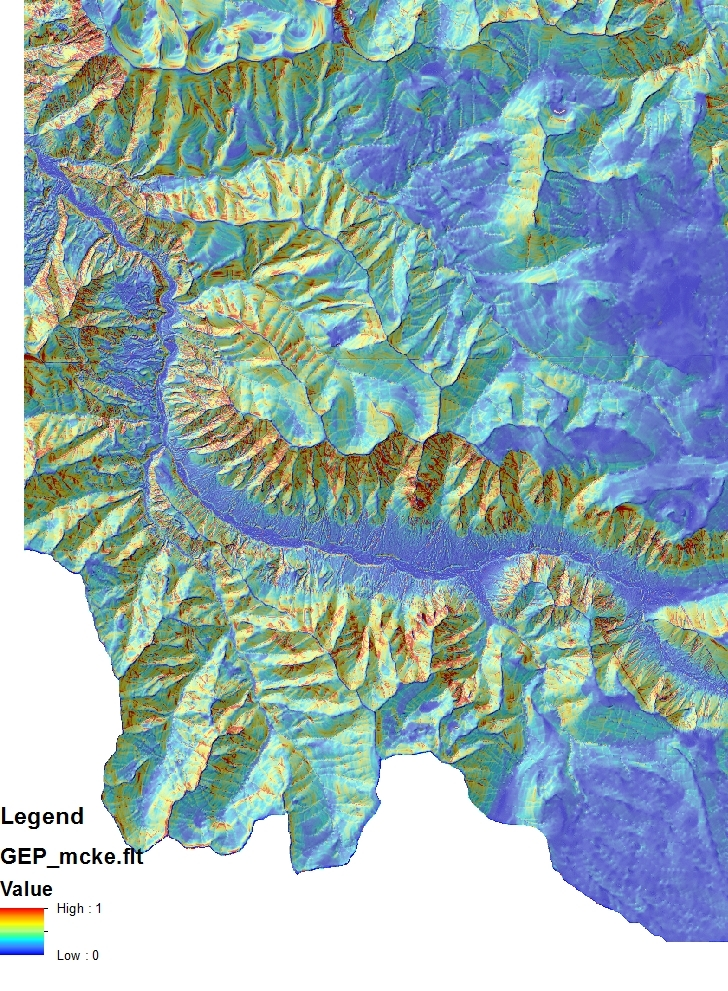 Legend
GEP_mcke.flt
Value
High : 1
Low : 0